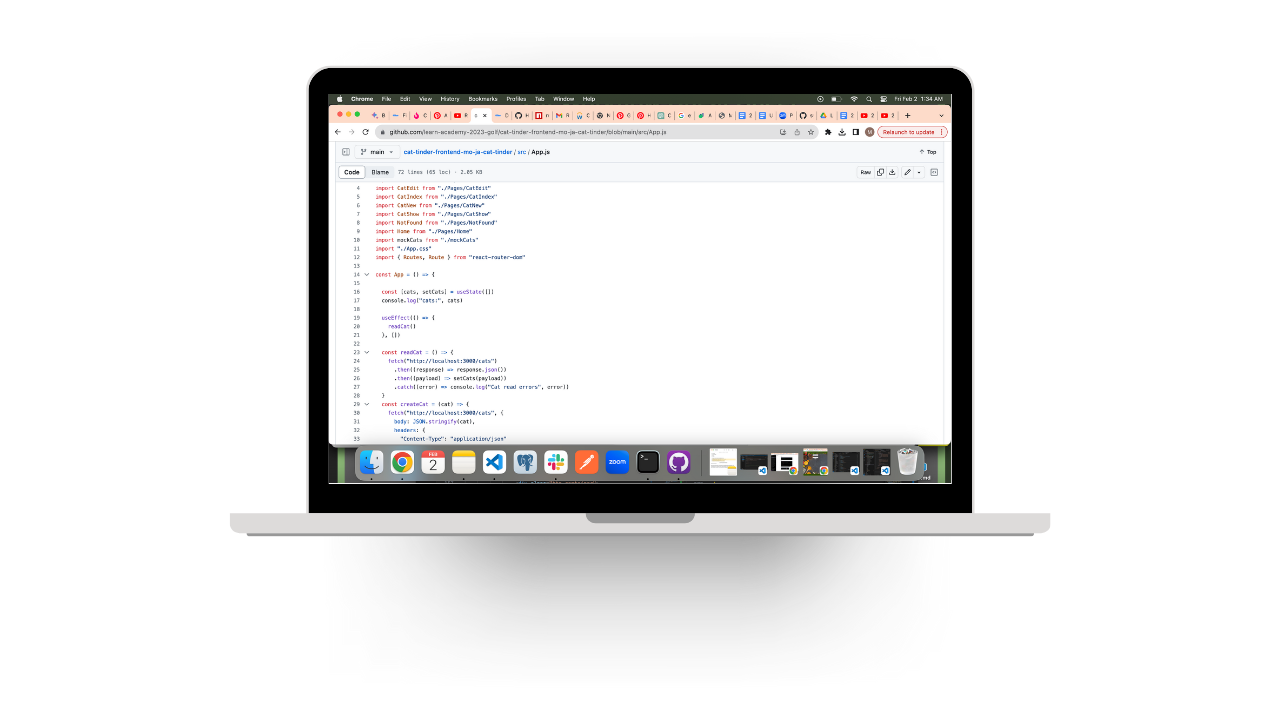 Chrome File Edit View History Bookmarks Profiles Tab Window Help Fri Feb 2 1:34 AM
github.com/learn-academy-2023-golf/cat-tinder-frontend-mo-ja-cat-tinder/blob/main/src/App.js M Relaunch to update
main cat-tinder-frontend-mo-ja-cat-tinder / src / App.js Top
Code Blame 72 lines (65 loc) · 2.05 KB Raw
4 import CatEdit from "./Pages/CatEdit"
5 import CatIndex from "./Pages/CatIndex"
6 import CatNew from "./Pages/CatNew"
7 import CatShow from "./Pages/CatShow"
8 import NotFound from "./Pages/NotFound"
9 import Home from "./Pages/Home"
10 import mockCats from "./mockCats"
11 import "./App.css"
12 import { Routes, Route } from "react-router-dom"
13
14 const App = () => {
15
16 const [cats, setCats] = useState([])
17 console.log("cats:", cats)
18
19 useEffect(() => {
20 readCat()
21 }, [])
22
23 const readCat = () => {
24 fetch("http://localhost:3000/cats")
25 .then((response) => response.json())
26 .then((payload) => setCats(payload))
27 .catch((error) => console.log("Cat read errors", error))
28 }
29 const createCat = (cat) => {
30 fetch("http://localhost:3000/cats", {
31 body: JSON.stringify(cat),
32 headers: {
33 "Content-Type": "application/json"
FEB
2
zoom
.md